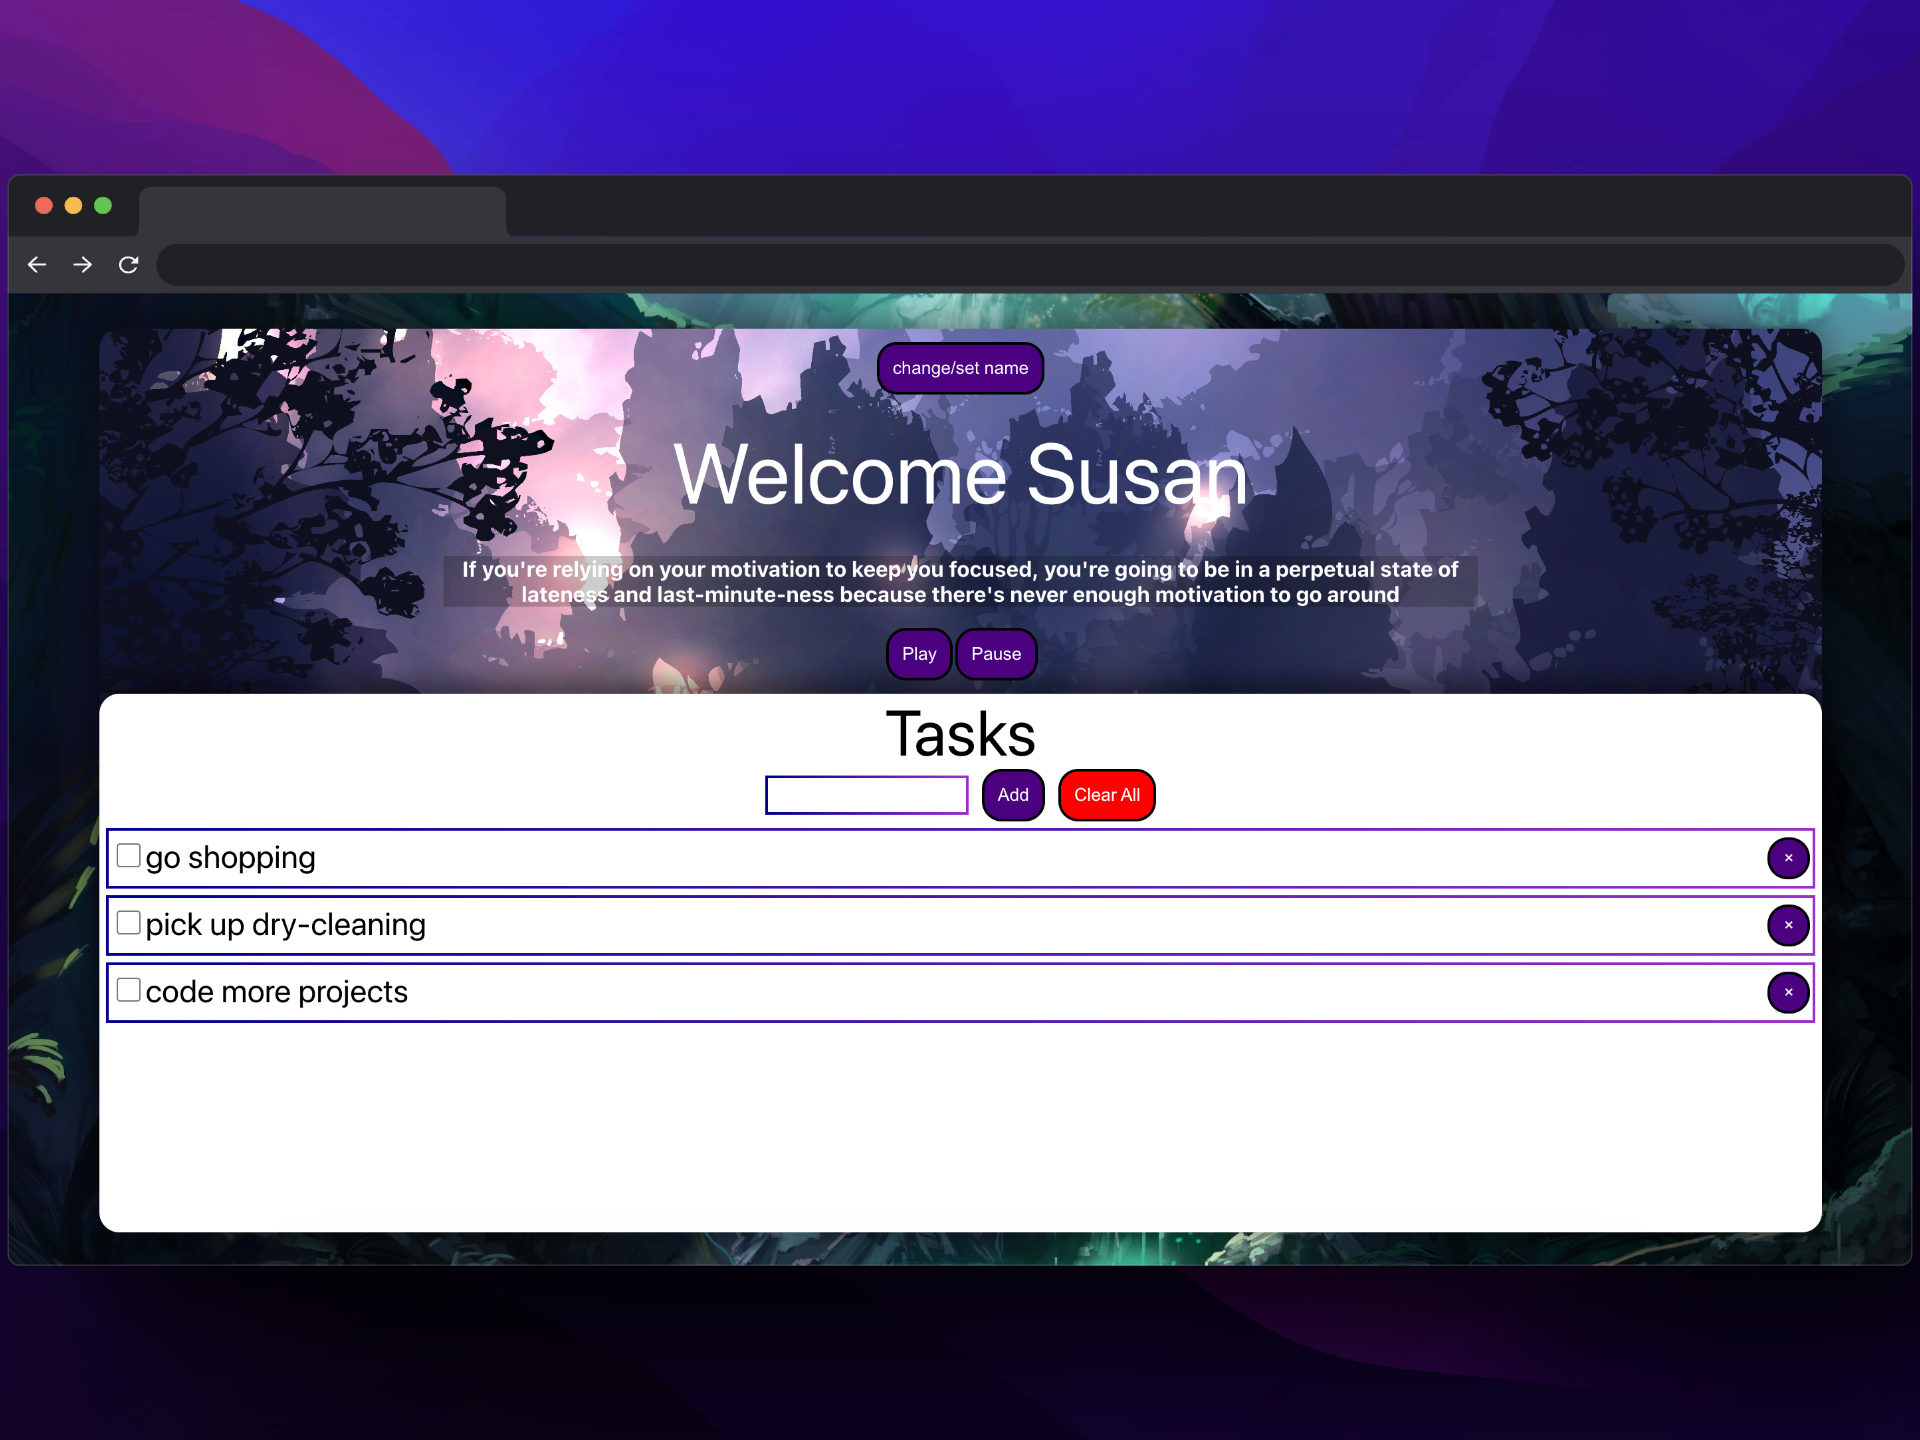 change/set name
Welcome Susan
If you're relying on your motivation to keep you focused, you're going to be in a perpetual state of
lateness and last-minute-ness because there's never enough motivation to go around
Play Pause
Tasks
Add Clear All
go shopping ×
pick up dry-cleaning ×
code more projects ×